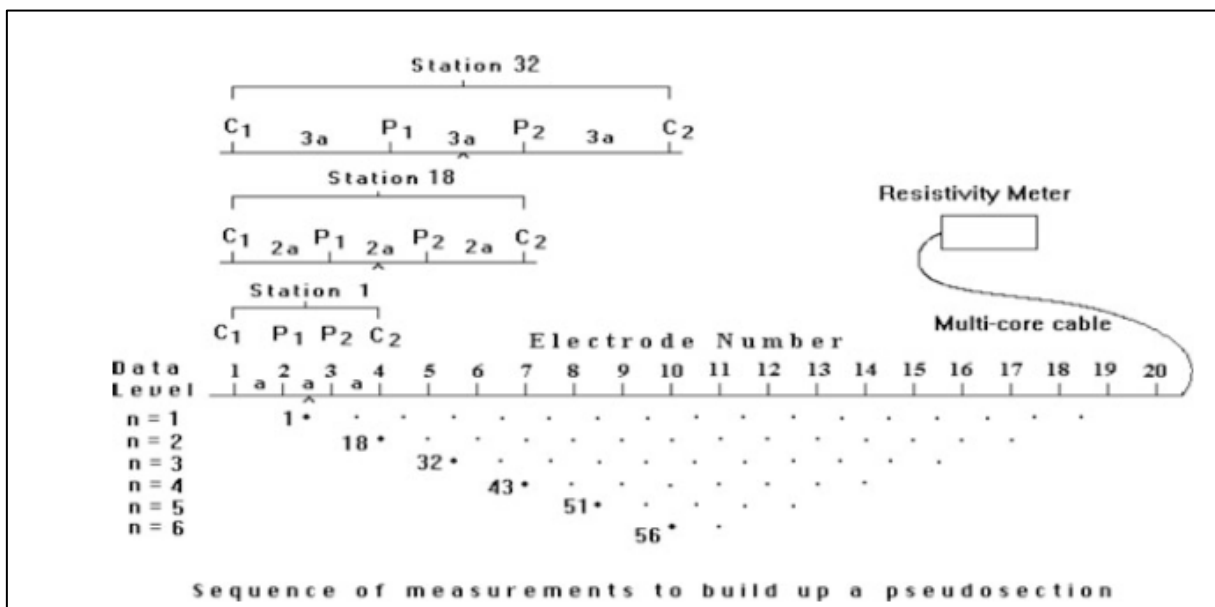 Station 32
C1 3a P1 3a P2 3a C2
Station 18
C1 2a P1 2a P2 2a C2
Resistivity Meter
Station 1
C1 P1 P2 C2
Multi-core cable
Electrode Number
Data Level
1 2 3 4 5 6 7 8 9 10 11 12 13 14 15 16 17 18 19 20
a a a
n = 1 1
n = 2 18
n = 3 32
n = 4 43
n = 5 51
n = 6 56
Sequence of measurements to build up a pseudosection